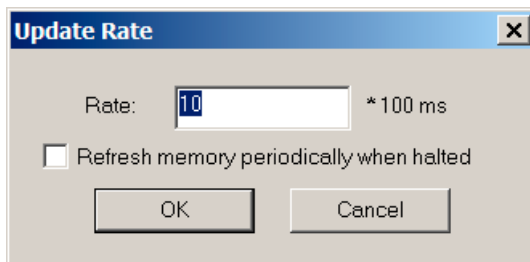 Update Rate
Rate: 10 * 100 ms
Refresh memory periodically when halted
OK Cancel